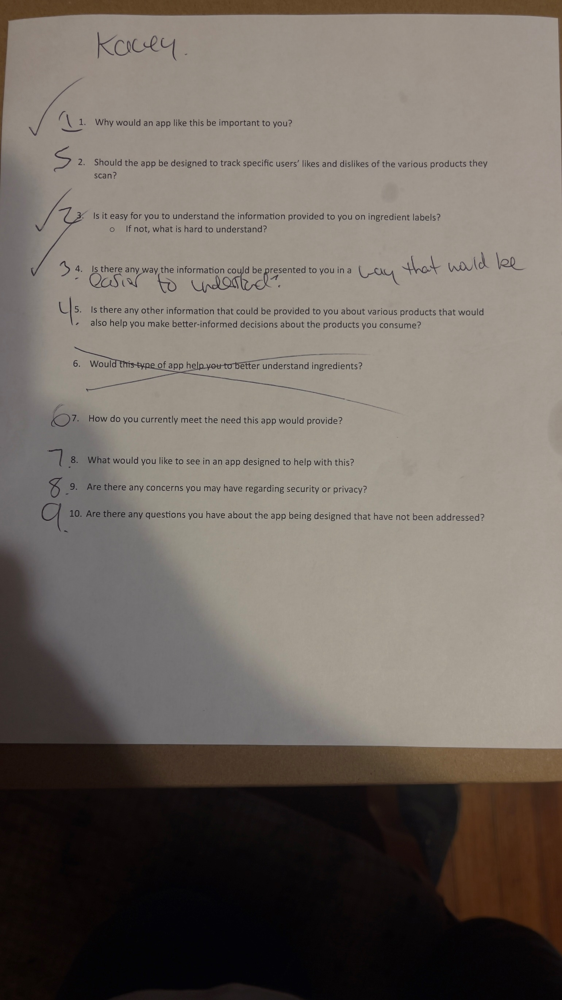 Kacey.
1 1. Why would an app like this be important to you?
5 2. Should the app be designed to track specific users' likes and dislikes of the various products they
scan?
2 3. Is it easy for you to understand the information provided to you on ingredient labels?
o If not, what is hard to understand?
3 4. Is there any way the information could be presented to you in a way that would be
easier to understand?
4. 5. Is there any other information that could be provided to you about various products that would
also help you make better-informed decisions about the products you consume?
6. Would this type of app help you to better understand ingredients?
6 7. How do you currently meet the need this app would provide?
7. 8. What would you like to see in an app designed to help with this?
8. 9. Are there any concerns you may have regarding security or privacy?
9. 10. Are there any questions you have about the app being designed that have not been addressed?